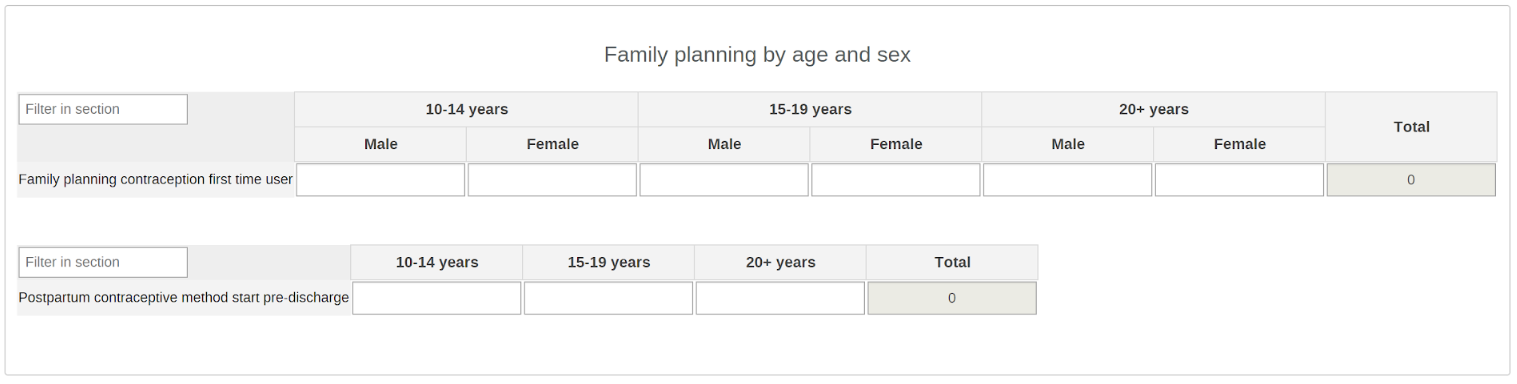 Family planning by age and sex
Filter in section
10-14 years 15-19 years 20+ years Total
Male Female Male Female Male Female
Family planning contraception first time user 0
Filter in section 10-14 years 15-19 years 20+ years Total
Postpartum contraceptive method start pre-discharge 0